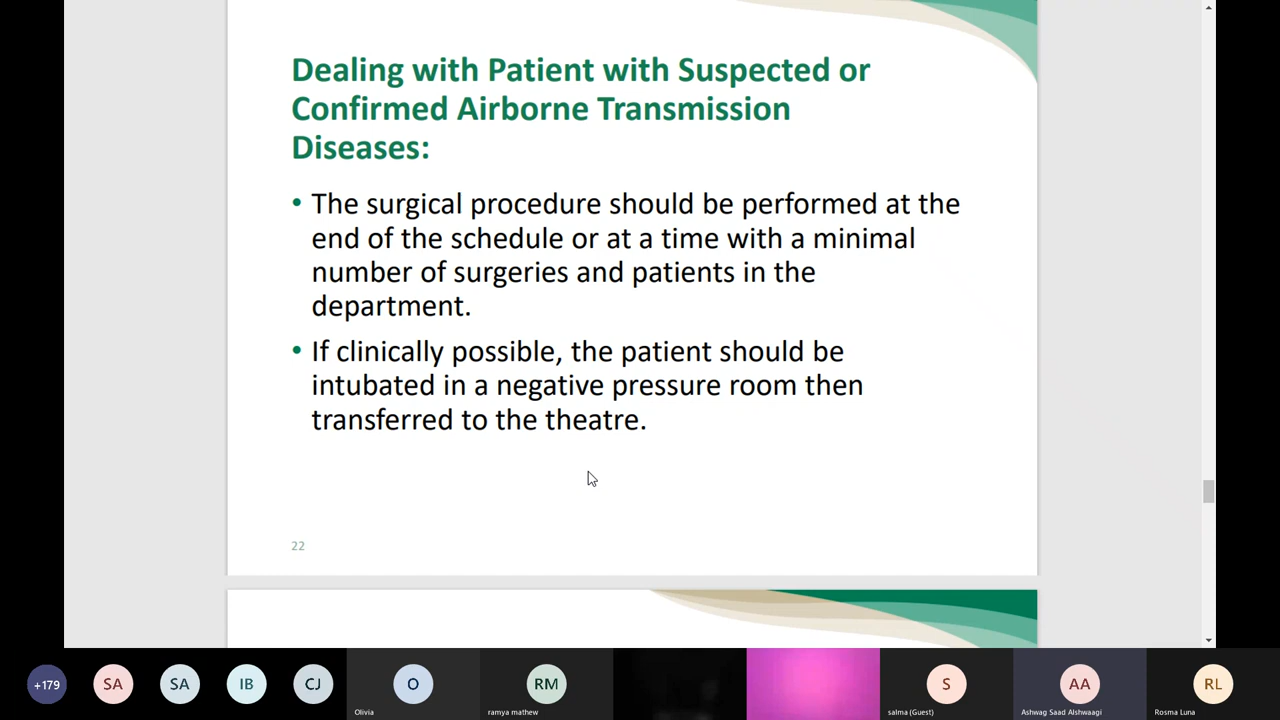 Dealing with Patient with Suspected or
Confirmed Airborne Transmission
Diseases:
• The surgical procedure should be performed at the
end of the schedule or at a time with a minimal
number of surgeries and patients in the
department.
• If clinically possible, the patient should be
intubated in a negative pressure room then
transferred to the theatre.
22
+179
SA
SA
IB
CJ
O
RM
S
AA
RL
Olivia
ramya mathew
salma (Guest)
Ashwag Saad Alshwaagi
Rosma Luna